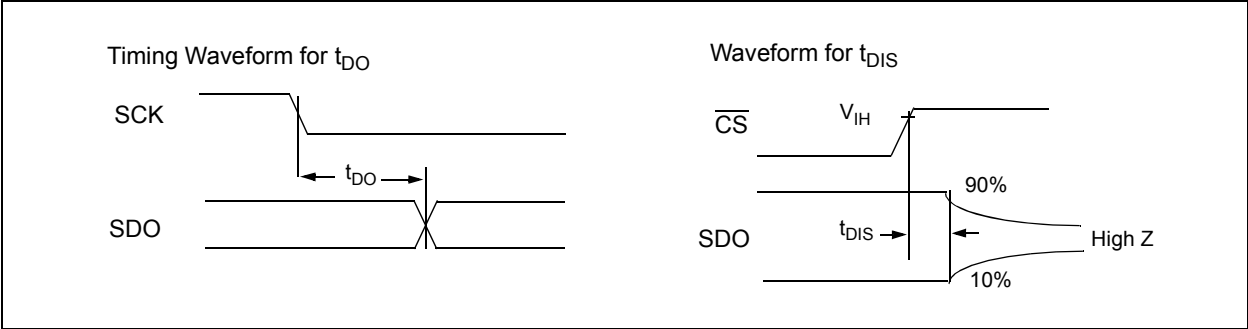 Timing Waveform for tDO
SCK
tDO
SDO
Waveform for tDIS
CS
VIH
90%
SDO
tDIS
High Z
10%